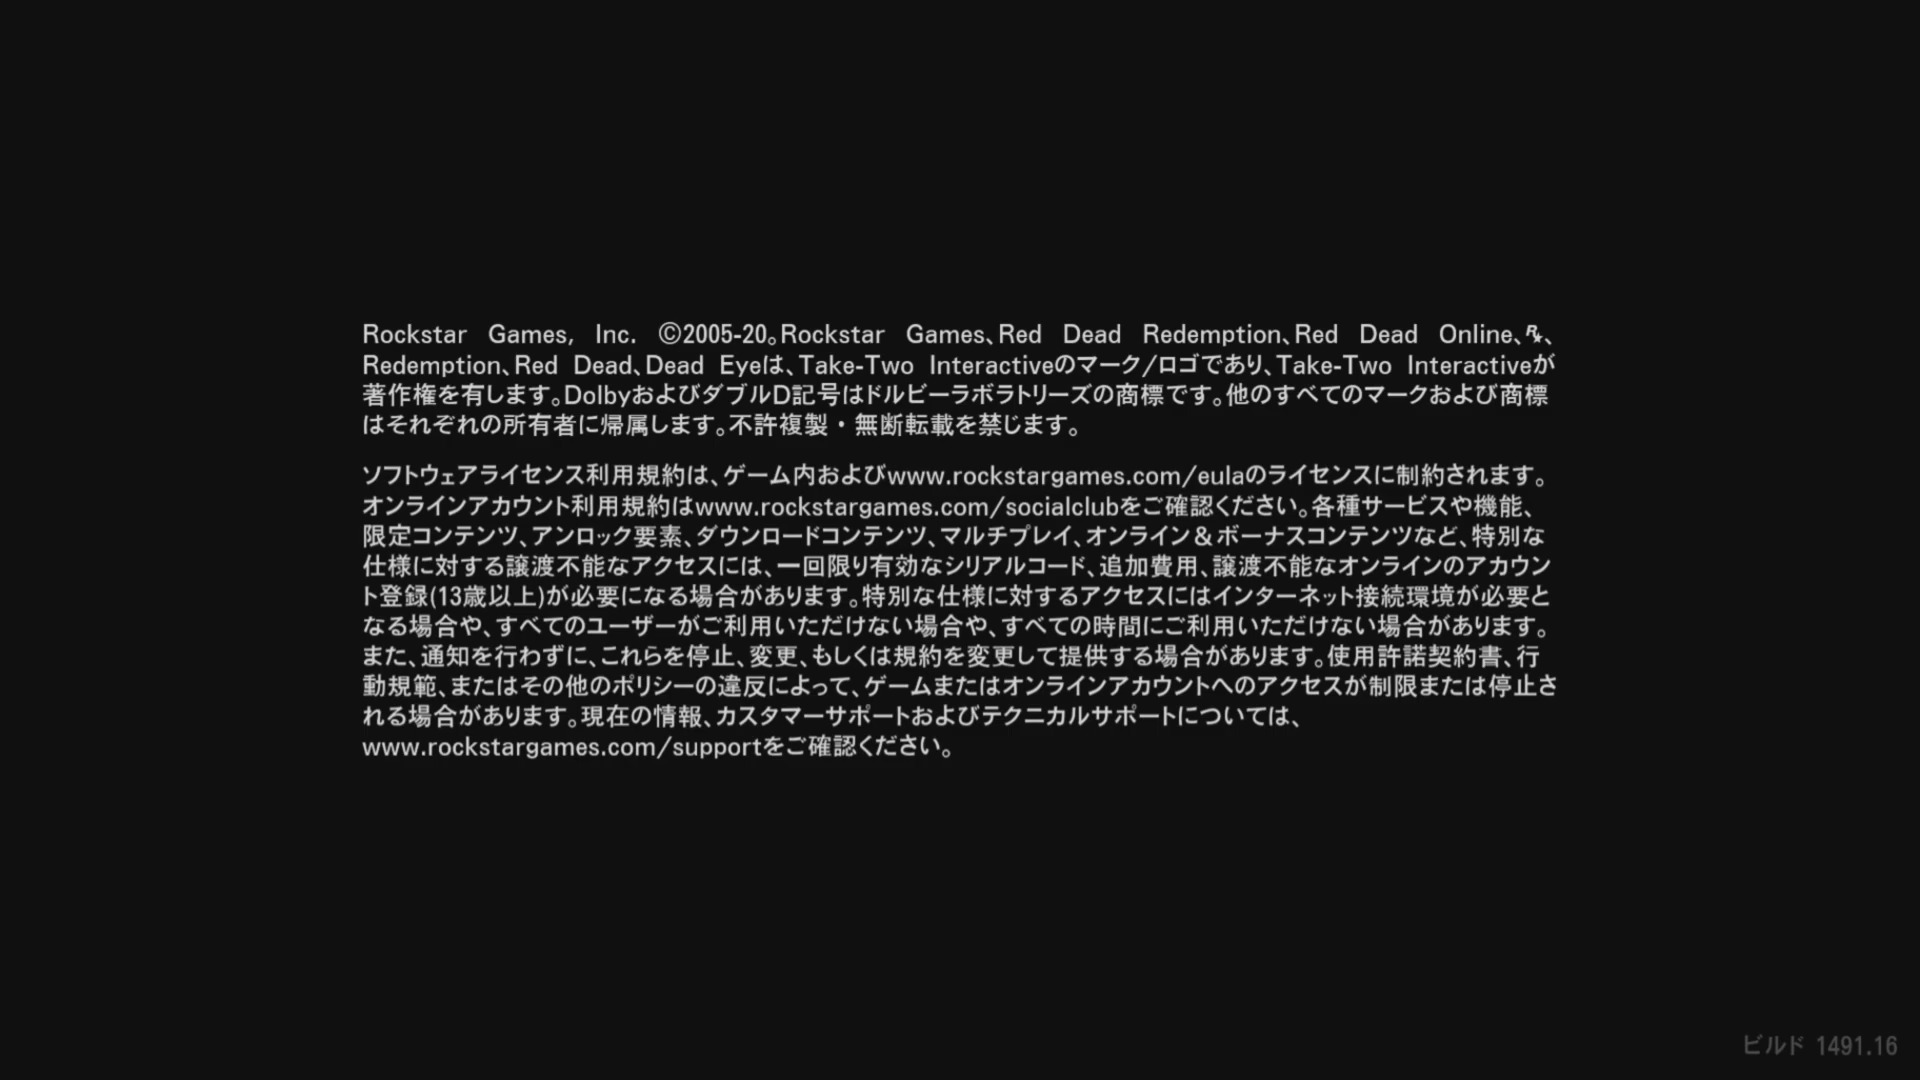 Rockstar Games, Inc. ©2005-20。Rockstar Games、Red Dead Redemption、Red Dead Online、R★、
Redemption、Red Dead、Dead Eyeは、Take-Two Interactiveのマーク/ロゴであり、Take-Two Interactiveが
著作権を有します。DolbyおよびダブルD記号はドルビーラボラトリーズの商標です。他のすべてのマークおよび商標
はそれぞれの所有者に帰属します。不許複製・無断転載を禁じます。
ソフトウェアライセンス利用規約は、ゲーム内およびwww.rockstargames.com/eulaのライセンスに制約されます。
オンラインアカウント利用規約はwww.rockstargames.com/socialclubをご確認ください。各種サービスや機能、
限定コンテンツ、アンロック要素、ダウンロードコンテンツ、マルチプレイ、オンライン＆ボーナスコンテンツなど、特別な
仕様に対する譲渡不能なアクセスには、一回限り有効なシリアルコード、追加費用、譲渡不能なオンラインのアカウン
ト登録(13歳以上)が必要になる場合があります。特別な仕様に対するアクセスにはインターネット接続環境が必要と
なる場合や、すべてのユーザーがご利用いただけない場合や、すべての時間にご利用いただけない場合があります。
また、通知を行わずに、これらを停止、変更、もしくは規約を変更して提供する場合があります。使用許諾契約書、行
動規範、またはその他のポリシーの違反によって、ゲームまたはオンラインアカウントへのアクセスが制限または停止さ
れる場合があります。現在の情報、カスタマーサポートおよびテクニカルサポートについては、
www.rockstargames.com/supportをご確認ください。
ビルド 1491.16